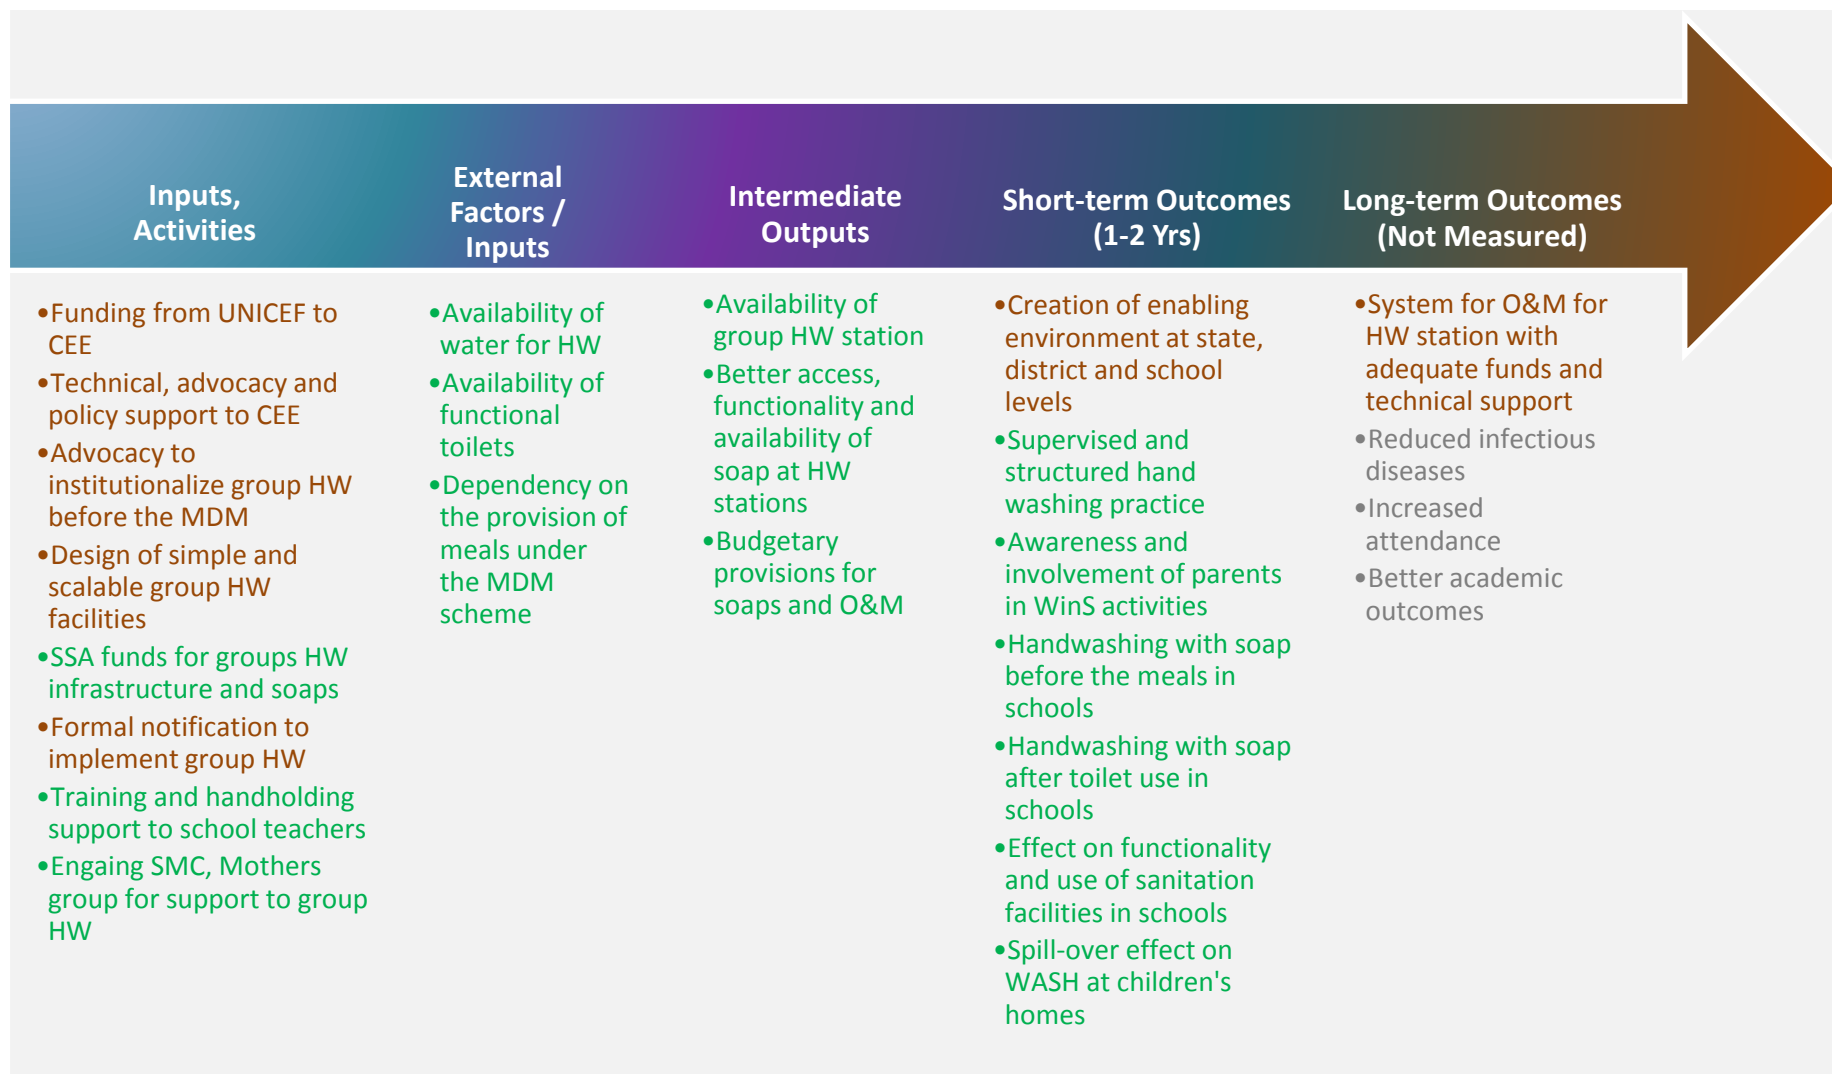 Inputs,
Activities
External
Factors /
Inputs
Intermediate
Outputs
Short-term Outcomes
(1-2 Yrs)
Long-term Outcomes
(Not Measured)
•Funding from UNICEF to
CEE
•Technical, advocacy and
policy support to CEE
•Advocacy to
institutionalize group HW
before the MDM
•Design of simple and
scalable group HW
facilities
•SSA funds for groups HW
infrastructure and soaps
•Formal notification to
implement group HW
•Training and handholding
support to school teachers
•Engaing SMC, Mothers
group for support to group
HW
•Availability of
water for HW
•Availability of
functional
toilets
•Dependency on
the provision of
meals under
the MDM
scheme
•Availability of
group HW station
•Better access,
functionality and
availability of
soap at HW
stations
•Budgetary
provisions for
soaps and O&M
•Creation of enabling
environment at state,
district and school
levels
•Supervised and
structured hand
washing practice
•Awareness and
involvement of parents
in WinS activities
•Handwashing with soap
before the meals in
schools
•Handwashing with soap
after toilet use in
schools
•Effect on functionality
and use of sanitation
facilities in schools
•Spill-over effect on
WASH at children's
homes
•System for O&M for
HW station with
adequate funds and
technical support
•Reduced infectious
diseases
•Increased
attendance
•Better academic
outcomes